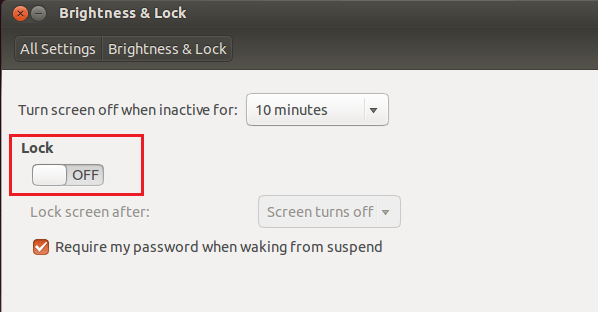 Brightness & Lock
All Settings Brightness & Lock
Turn screen off when inactive for: 10 minutes
Lock
OFF
Lock screen after: Screen turns off
Require my password when waking from suspend